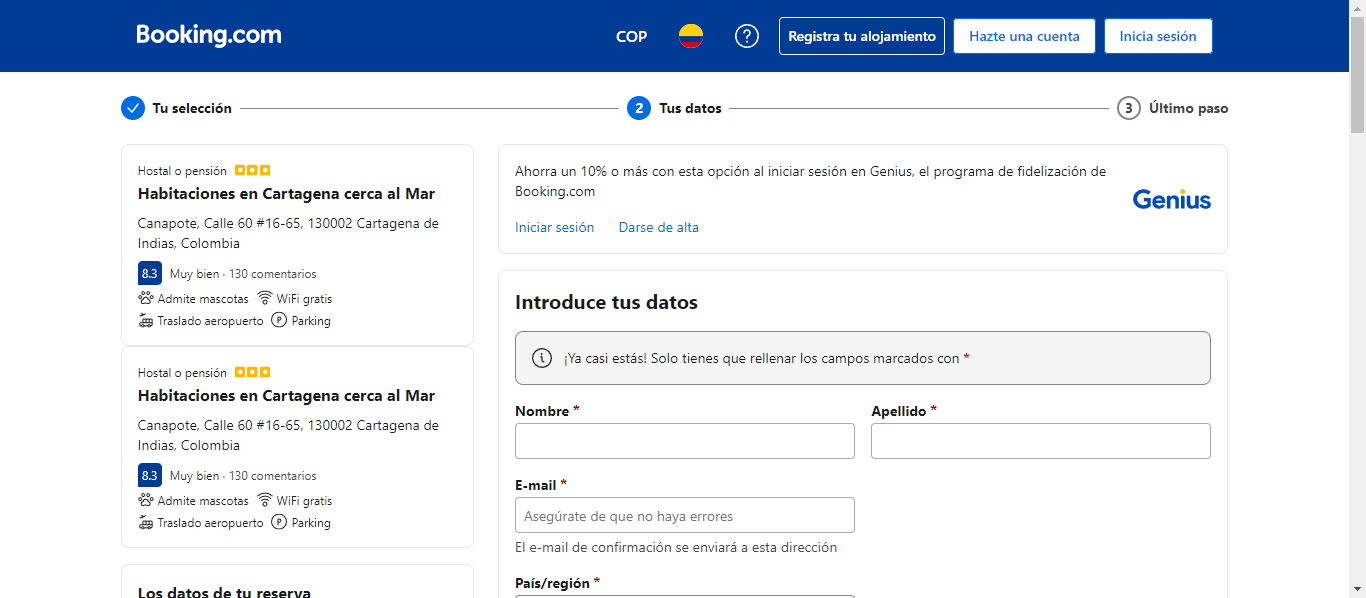 Booking.com
COP
Registra tu alojamiento
Hazte una cuenta
Inicia sesión
Tu selección
2 Tus datos
3 Último paso
Hostal o pensión
Habitaciones en Cartagena cerca al Mar
Canapote, Calle 60 #16-65, 130002 Cartagena de
Indias, Colombia
8.3 Muy bien · 130 comentarios
Admite mascotas WiFi gratis
Traslado aeropuerto P Parking
Hostal o pensión
Habitaciones en Cartagena cerca al Mar
Canapote, Calle 60 #16-65, 130002 Cartagena de
Indias, Colombia
8.3 Muy bien · 130 comentarios
Admite mascotas WiFi gratis
Traslado aeropuerto P Parking
Los datos de tu reserva
Ahorra un 10% o más con esta opción al iniciar sesión en Genius, el programa de fidelización de
Booking.com
Genius
Iniciar sesión Darse de alta
Introduce tus datos
¡Ya casi estás! Solo tienes que rellenar los campos marcados con *
Nombre * Apellido *
E-mail *
Asegúrate de que no haya errores
El e-mail de confirmación se enviará a esta dirección
País/región *